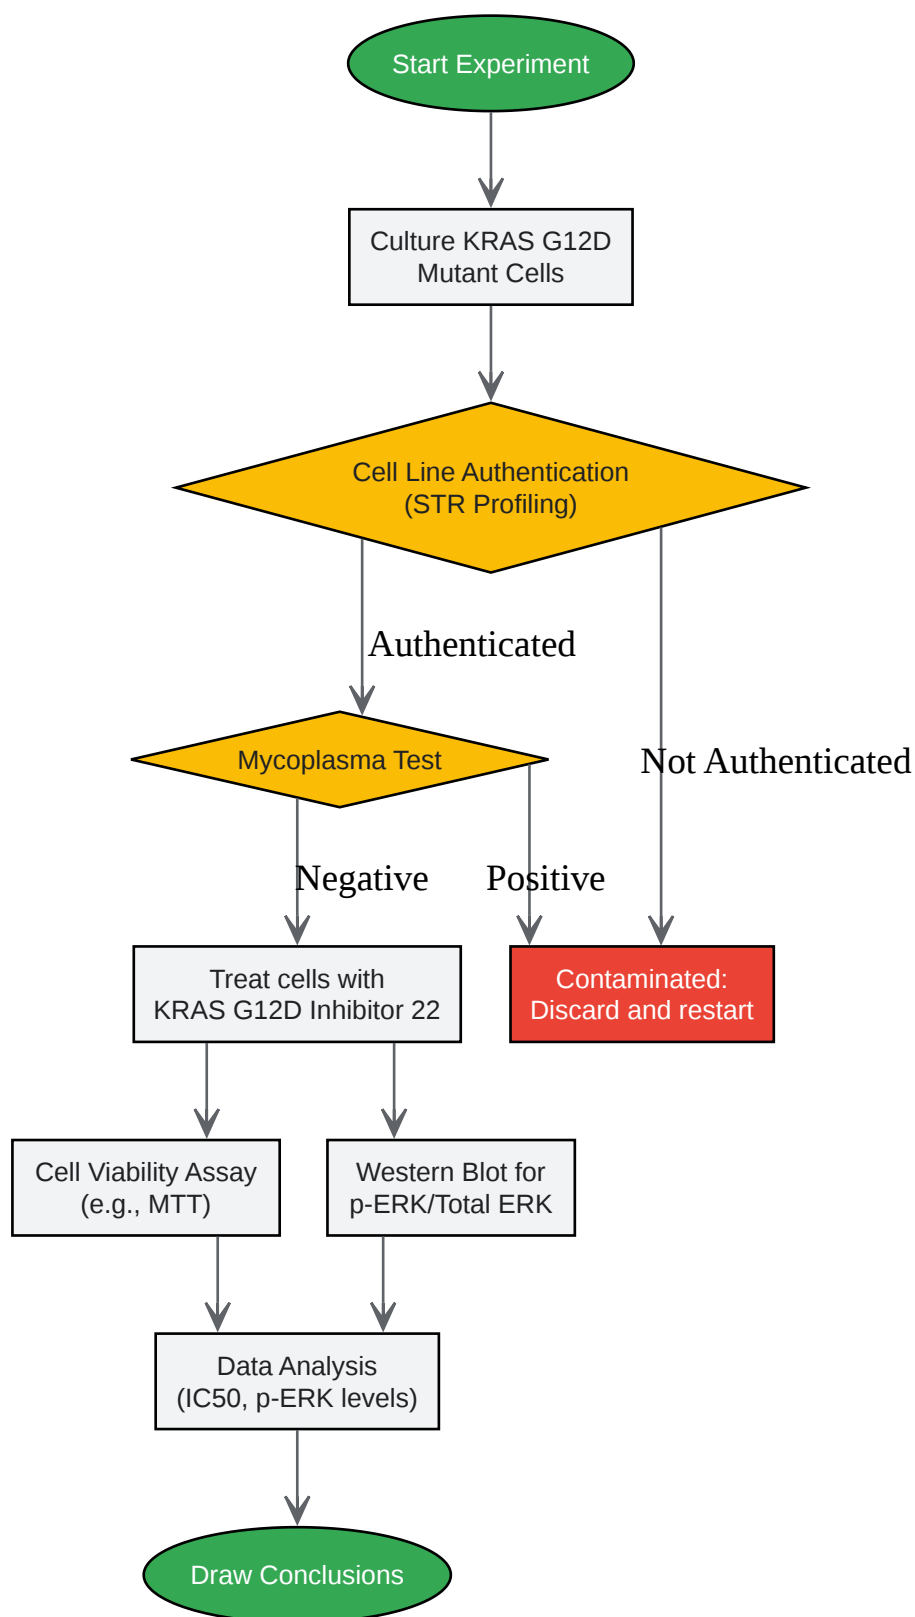 Start Experiment
Culture KRAS G12D
Mutant Cells
Cell Line Authentication
(STR Profiling)
Authenticated
Mycoplasma Test
Not Authenticated
Negative
Positive
Treat cells with
KRAS G12D Inhibitor 22
Contaminated:
Discard and restart
Cell Viability Assay
(e.g., MTT)
Western Blot for
p-ERK/Total ERK
Data Analysis
(IC50, p-ERK levels)
Draw Conclusions